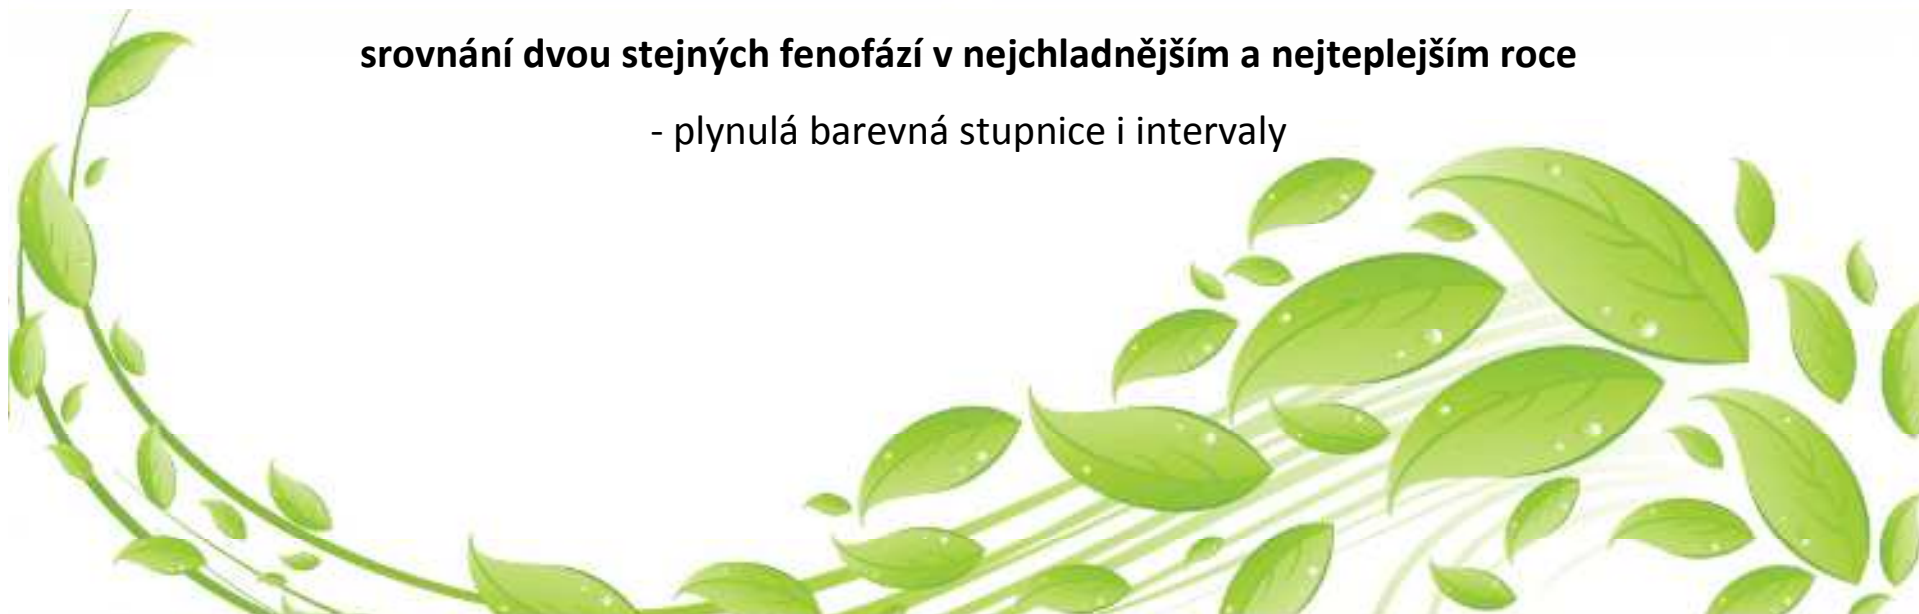 srovnání dvou stejných fenofází v nejchladnějším a nejteplejším roce
- plynulá barevná stupnice i intervaly